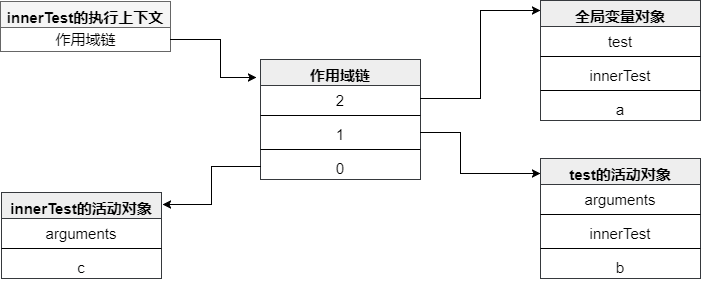 innerTest的执行上下文
作用域链
作用域链
2
1
0
全局变量对象
test
innerTest
a
test的活动对象
arguments
innerTest
b
innerTest的活动对象
arguments
c